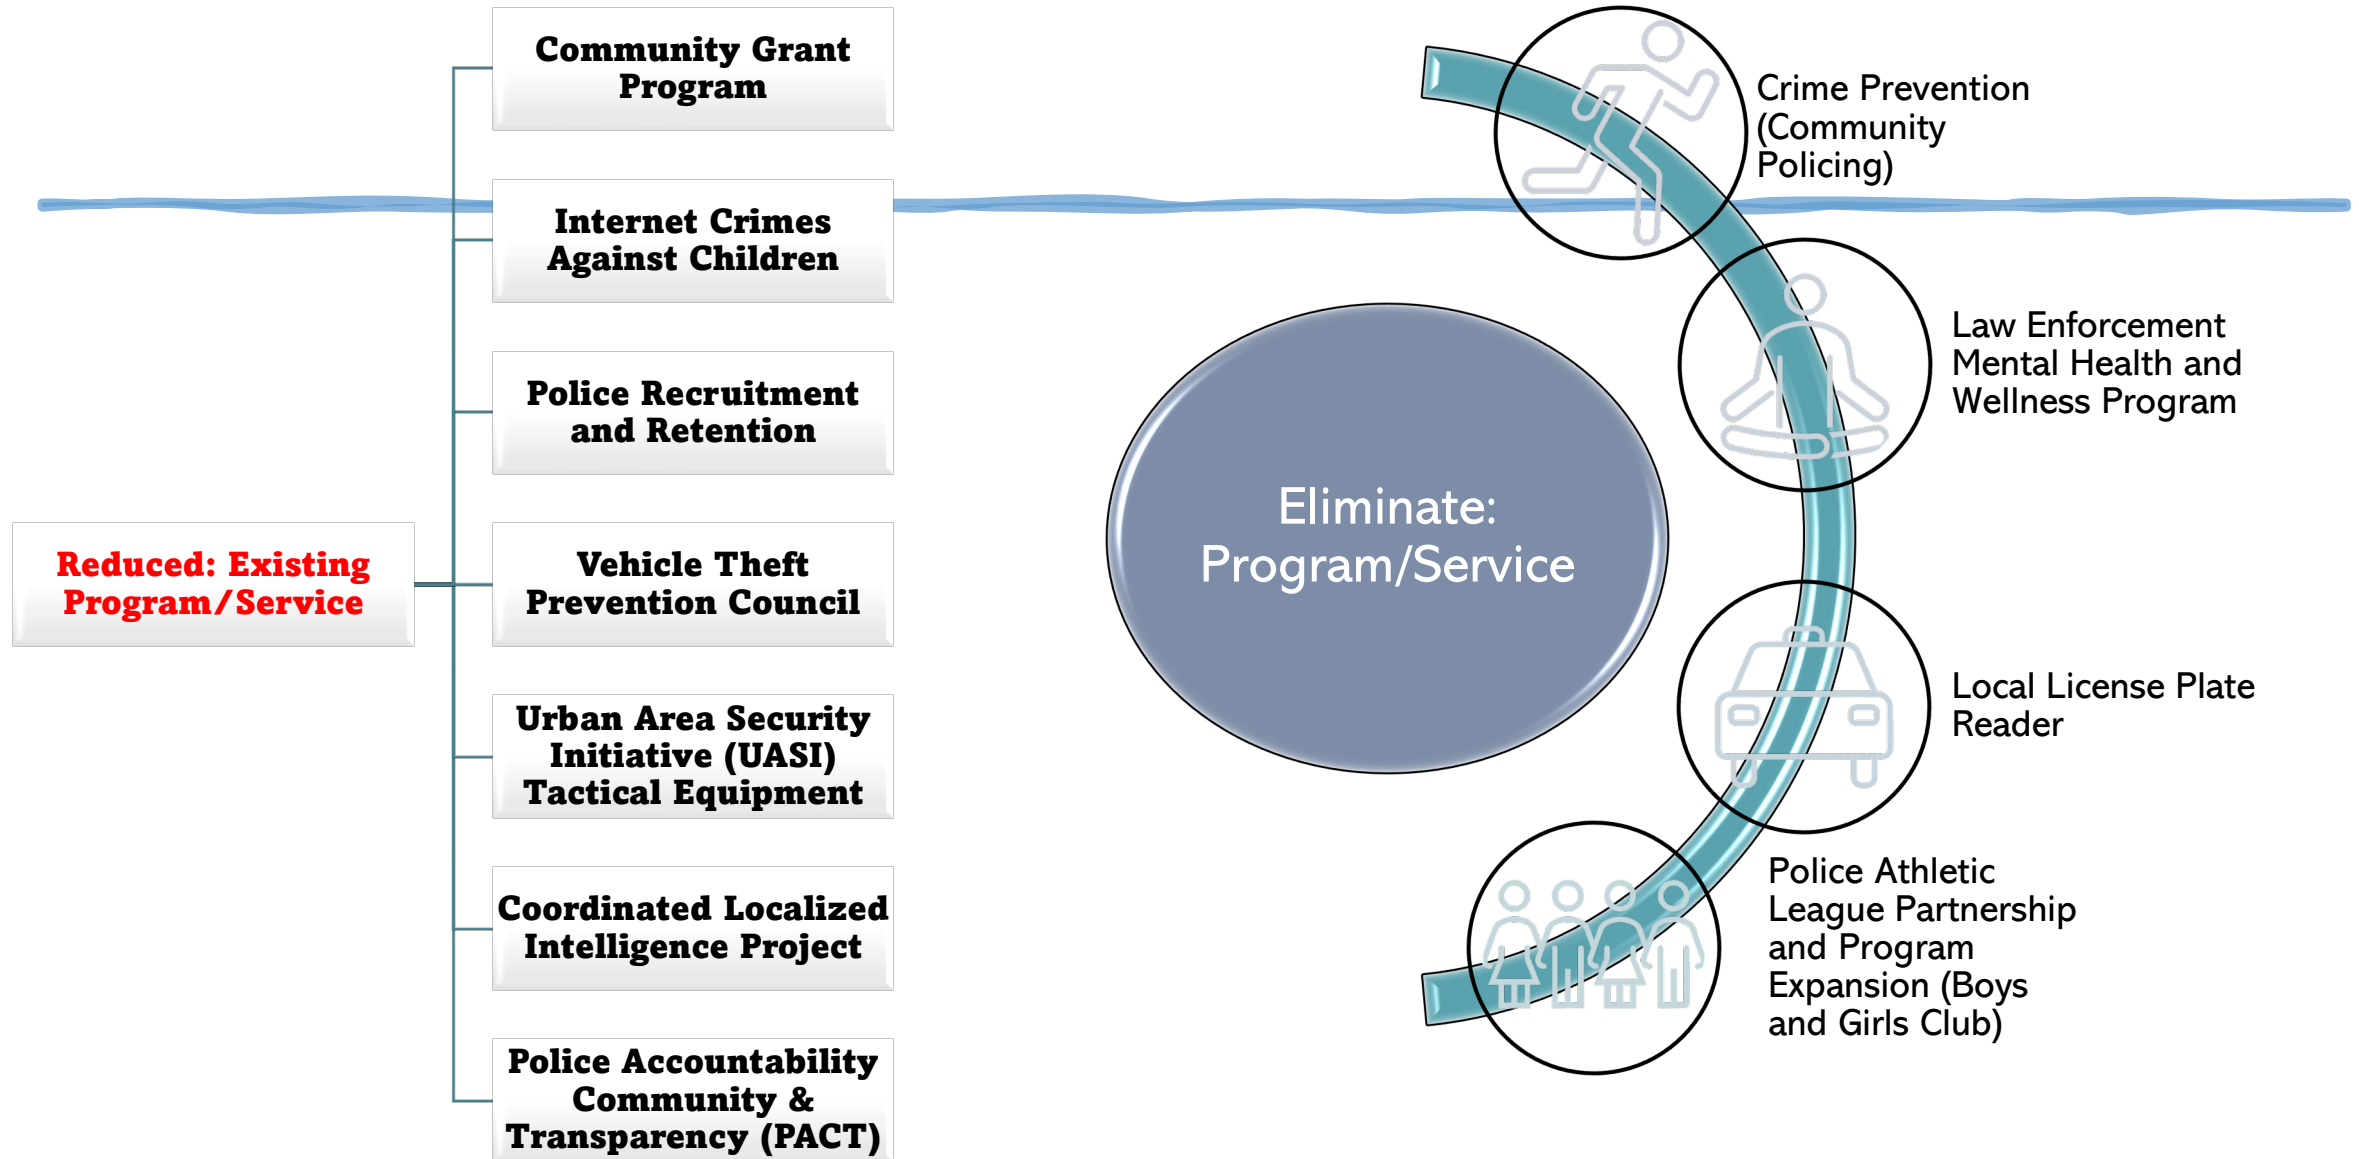 Reduced: Existing
Program/Service
Community Grant
Program
Internet Crimes
Against Children
Police Recruitment
and Retention
Vehicle Theft
Prevention Council
Urban Area Security
Initiative (UASI)
Tactical Equipment
Coordinated Localized
Intelligence Project
Police Accountability
Community &
Transparency (PACT)
Eliminate:
Program/Service
Crime Prevention
(Community
Policing)
Law Enforcement
Mental Health and
Wellness Program
Local License Plate
Reader
Police Athletic
League Partnership
and Program
Expansion (Boys
and Girls Club)